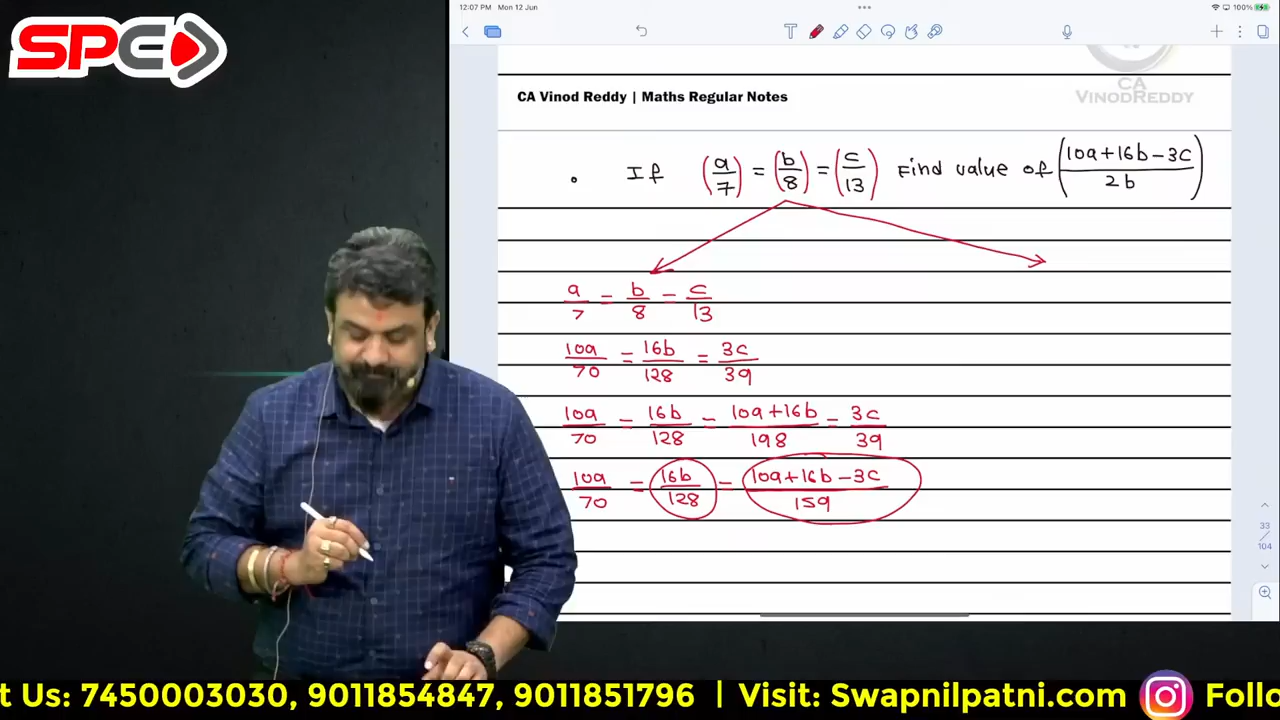 12:07 PM Mon 12 Jun
100%
SPC
CA Vinod Reddy | Maths Regular Notes
CA
VINODREDDY
. If (a/7) = (b/8) = (c/13) Find value of (10a+16b-3c/2b)
a/7 = b/8 = c/13
10a/70 = 16b/128 = 3c/39
10a/70 = 16b/128 = 10a+16b/198 = 3c/39
10a/70 = 16b/128 = 10a+16b-3c/159
33
104
t Us: 7450003030, 9011854847, 9011851796 | Visit: Swapnilpatni.com Follo